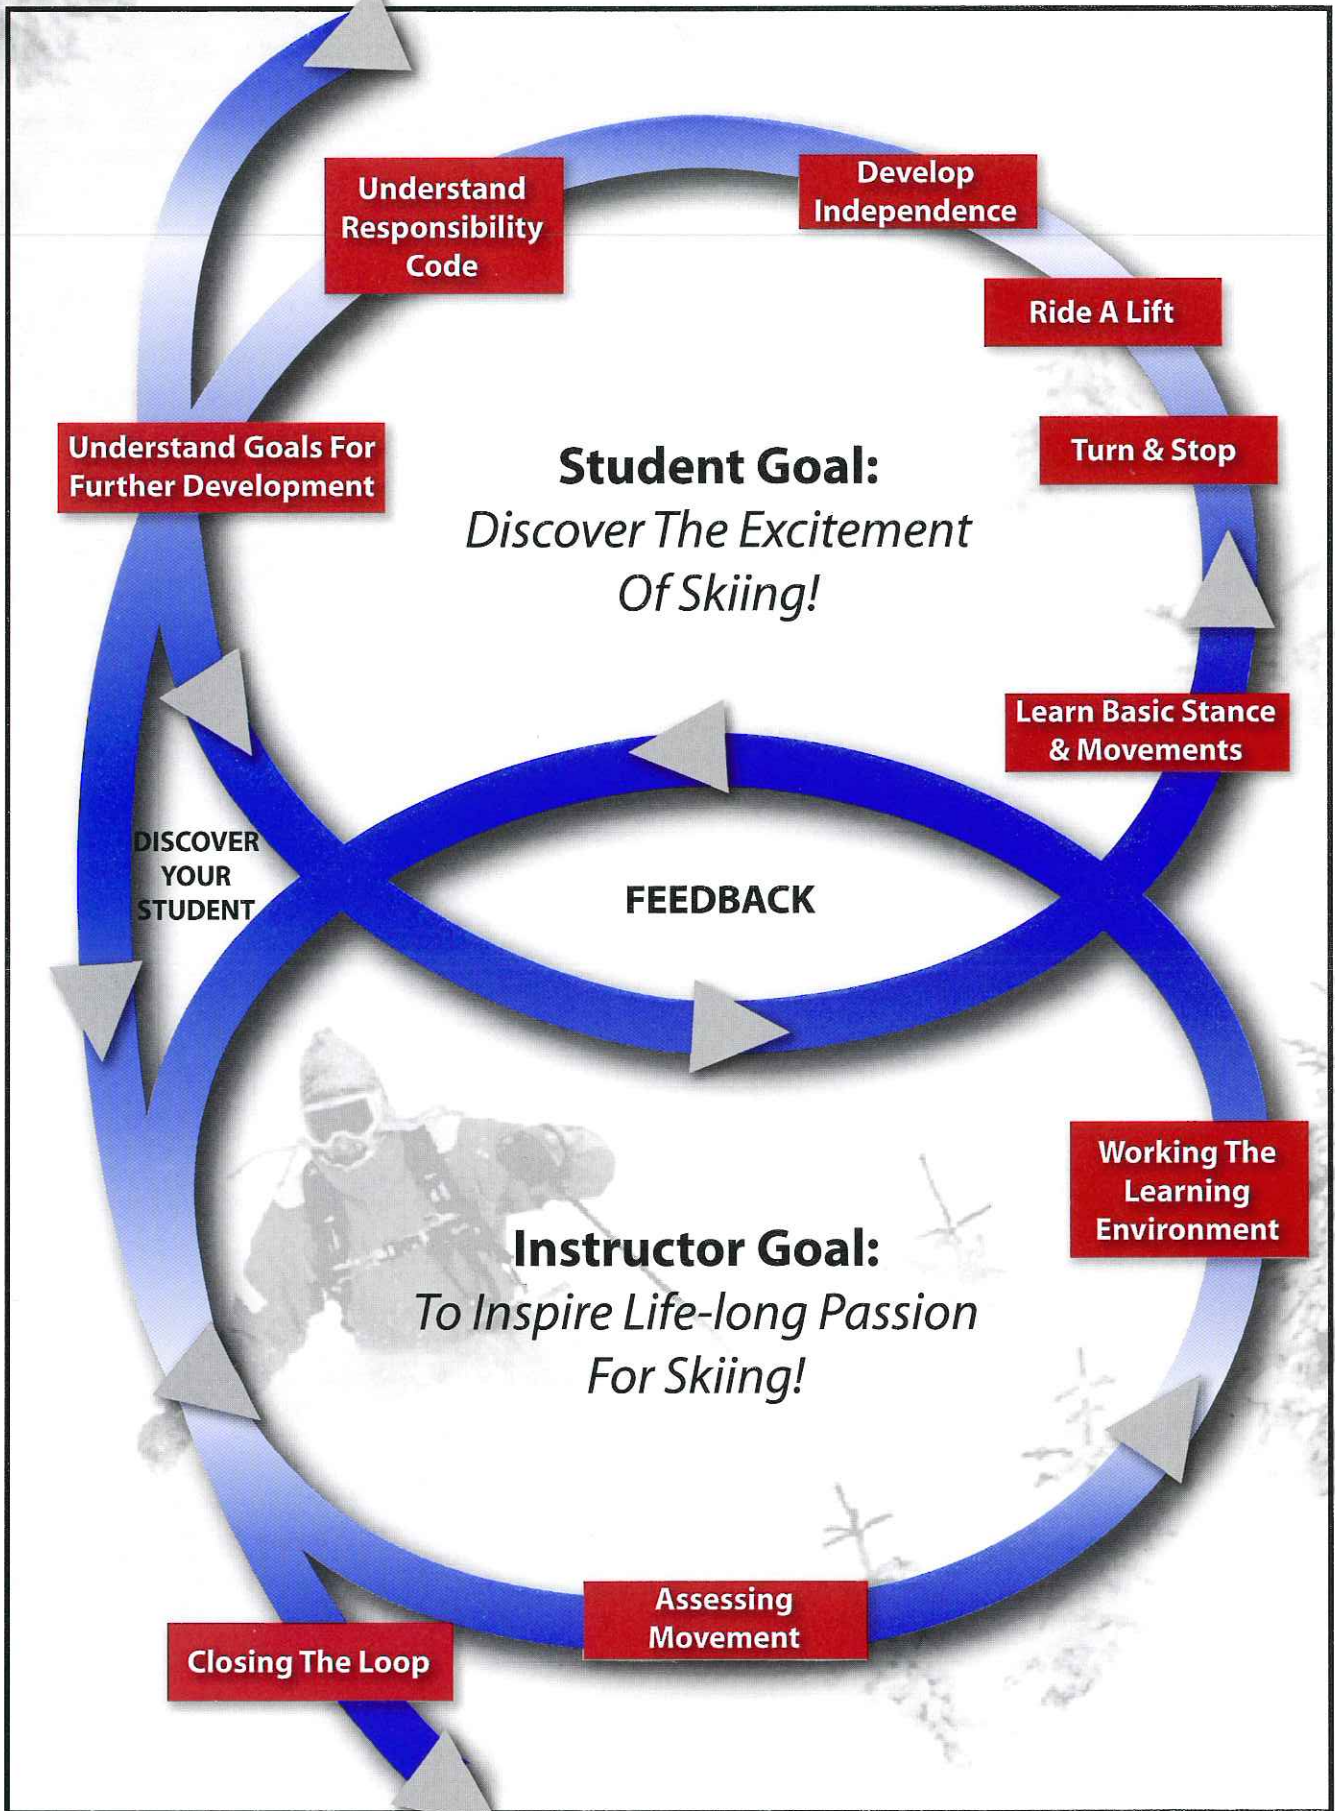 Understand
Responsibility
Code
Develop
Independence
Ride A Lift
Understand Goals For
Further Development
Student Goal:
Discover The Excitement
Of Skiing!
Turn & Stop
Learn Basic Stance
& Movements
DISCOVER
YOUR
STUDENT
FEEDBACK
Working The
Learning
Environment
Instructor Goal:
To Inspire Life-long Passion
For Skiing!
Assessing
Movement
Closing The Loop